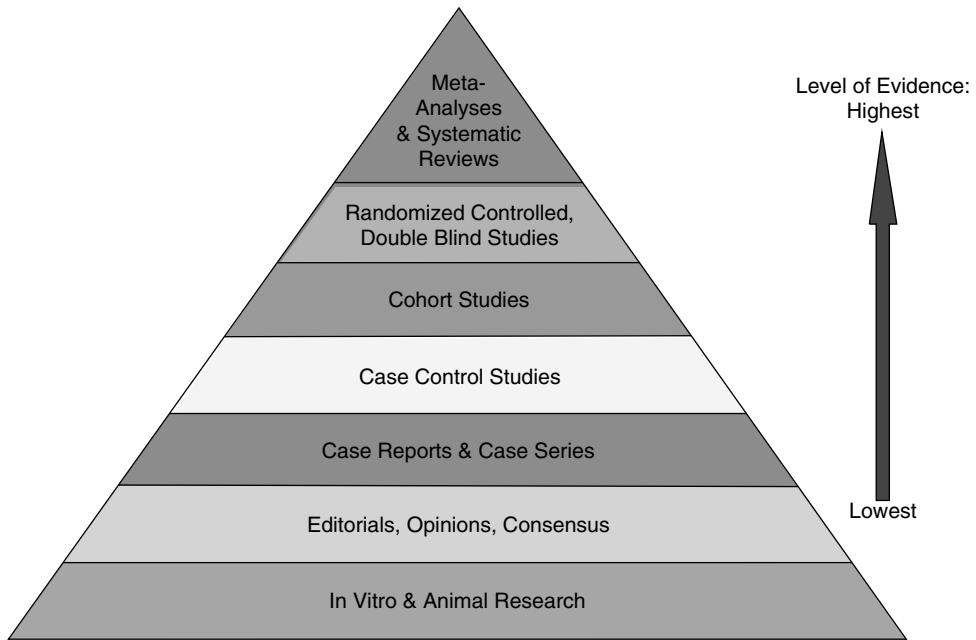 Meta-
Analyses
& Systematic
Reviews
Level of Evidence:
Highest
Randomized Controlled,
Double Blind Studies
Cohort Studies
Case Control Studies
Case Reports & Case Series
Lowest
Editorials, Opinions, Consensus
In Vitro & Animal Research